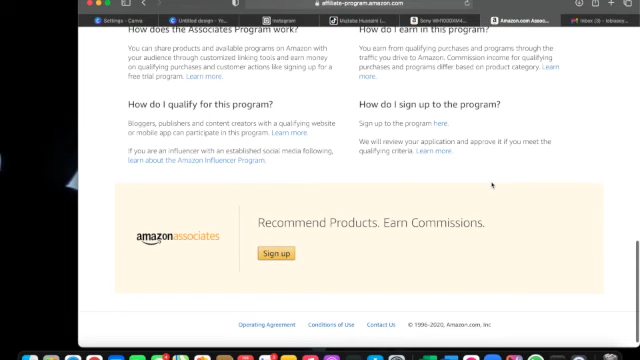 affiliate-program.amazon.com
Settings - Canva
Instagram
Amazon.com Asso...
How does the Associates Program work?
You can share products and available programs on Amazon with
your audience through customized linking tools and earn money
on qualifying purchases and customer actions like signing up for a
free trial program. Learn more.
How do I earn in this program?
You earn from qualifying purchases and programs through the
traffic you drive to Amazon. Commission income for qualifying
purchases and programs differ based on product category. Learn
more.
How do I qualify for this program?
Bloggers, publishers and content creators with a qualifying website
or mobile app can participate in this program. Learn more.
If you are an influencer with an established social media following,
learn about the Amazon Influencer Program.
How do I sign up to the program?
Sign up to the program here.
We will review your application and approve it if you meet the
qualifying criteria. Learn more.
amazon associates
Recommend Products. Earn Commissions.
Sign up
Operating Agreement
Conditions of Use
Contact Us
© 1996-2020, Amazon.com, Inc